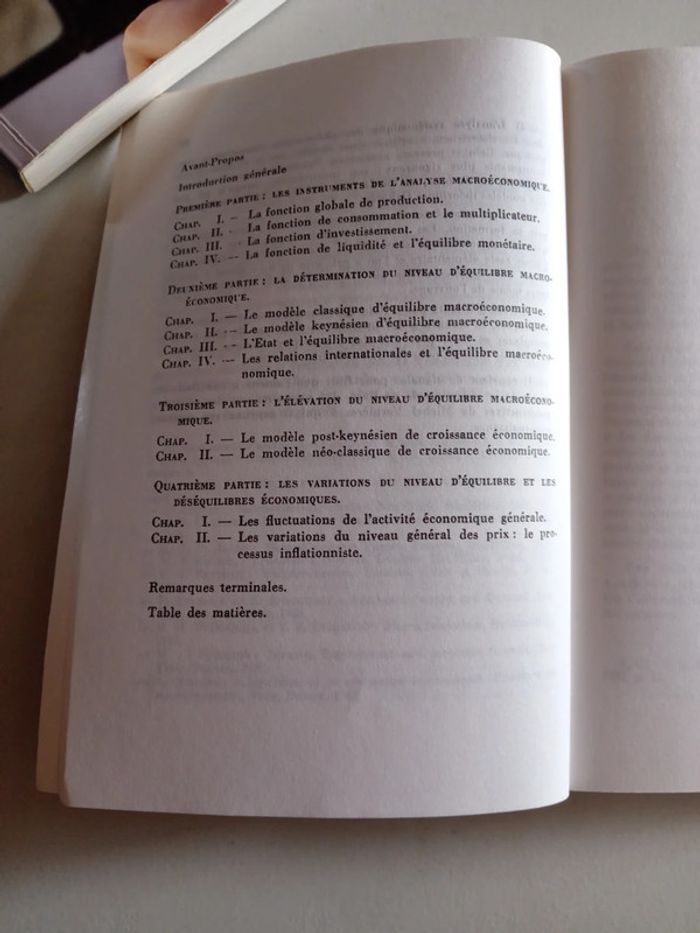 Avant-Propos
Introduction générale
PREMIÈRE PARTIE : LES INSTRUMENTS DE L'ANALYSE MACROÉCONOMIQUE.
CHAP. I. — La fonction globale de production.
CHAP. II. — La fonction de consommation et le multiplicateur.
CHAP. III. — La fonction d'investissement.
CHAP. IV. — La fonction de liquidité et l'équilibre monétaire.
DEUXIÈME PARTIE : LA DÉTERMINATION DU NIVEAU D'ÉQUILIBRE MACRO-
ÉCONOMIQUE.
CHAP. I. — Le modèle classique d'équilibre macroéconomique.
CHAP. II. — Le modèle keynésien d'équilibre macroéconomique.
CHAP. III. — L'Etat et l'équilibre macroéconomique.
CHAP. IV. — Les relations internationales et l'équilibre macroéco-
nomique.
TROISIÈME PARTIE : L'ÉLÉVATION DU NIVEAU D'ÉQUILIBRE MACROÉCONO-
MIQUE.
CHAP. I. — Le modèle post-keynésien de croissance économique.
CHAP. II. — Le modèle néo-classique de croissance économique.
QUATRIÈME PARTIE : LES VARIATIONS DU NIVEAU D'ÉQUILIBRE ET LES
DÉSÉQUILIBRES ÉCONOMIQUES.
CHAP. I. — Les fluctuations de l'activité économique générale.
CHAP. II. — Les variations du niveau général des prix : le pro-
cessus inflationniste.
Remarques terminales.
Table des matières.